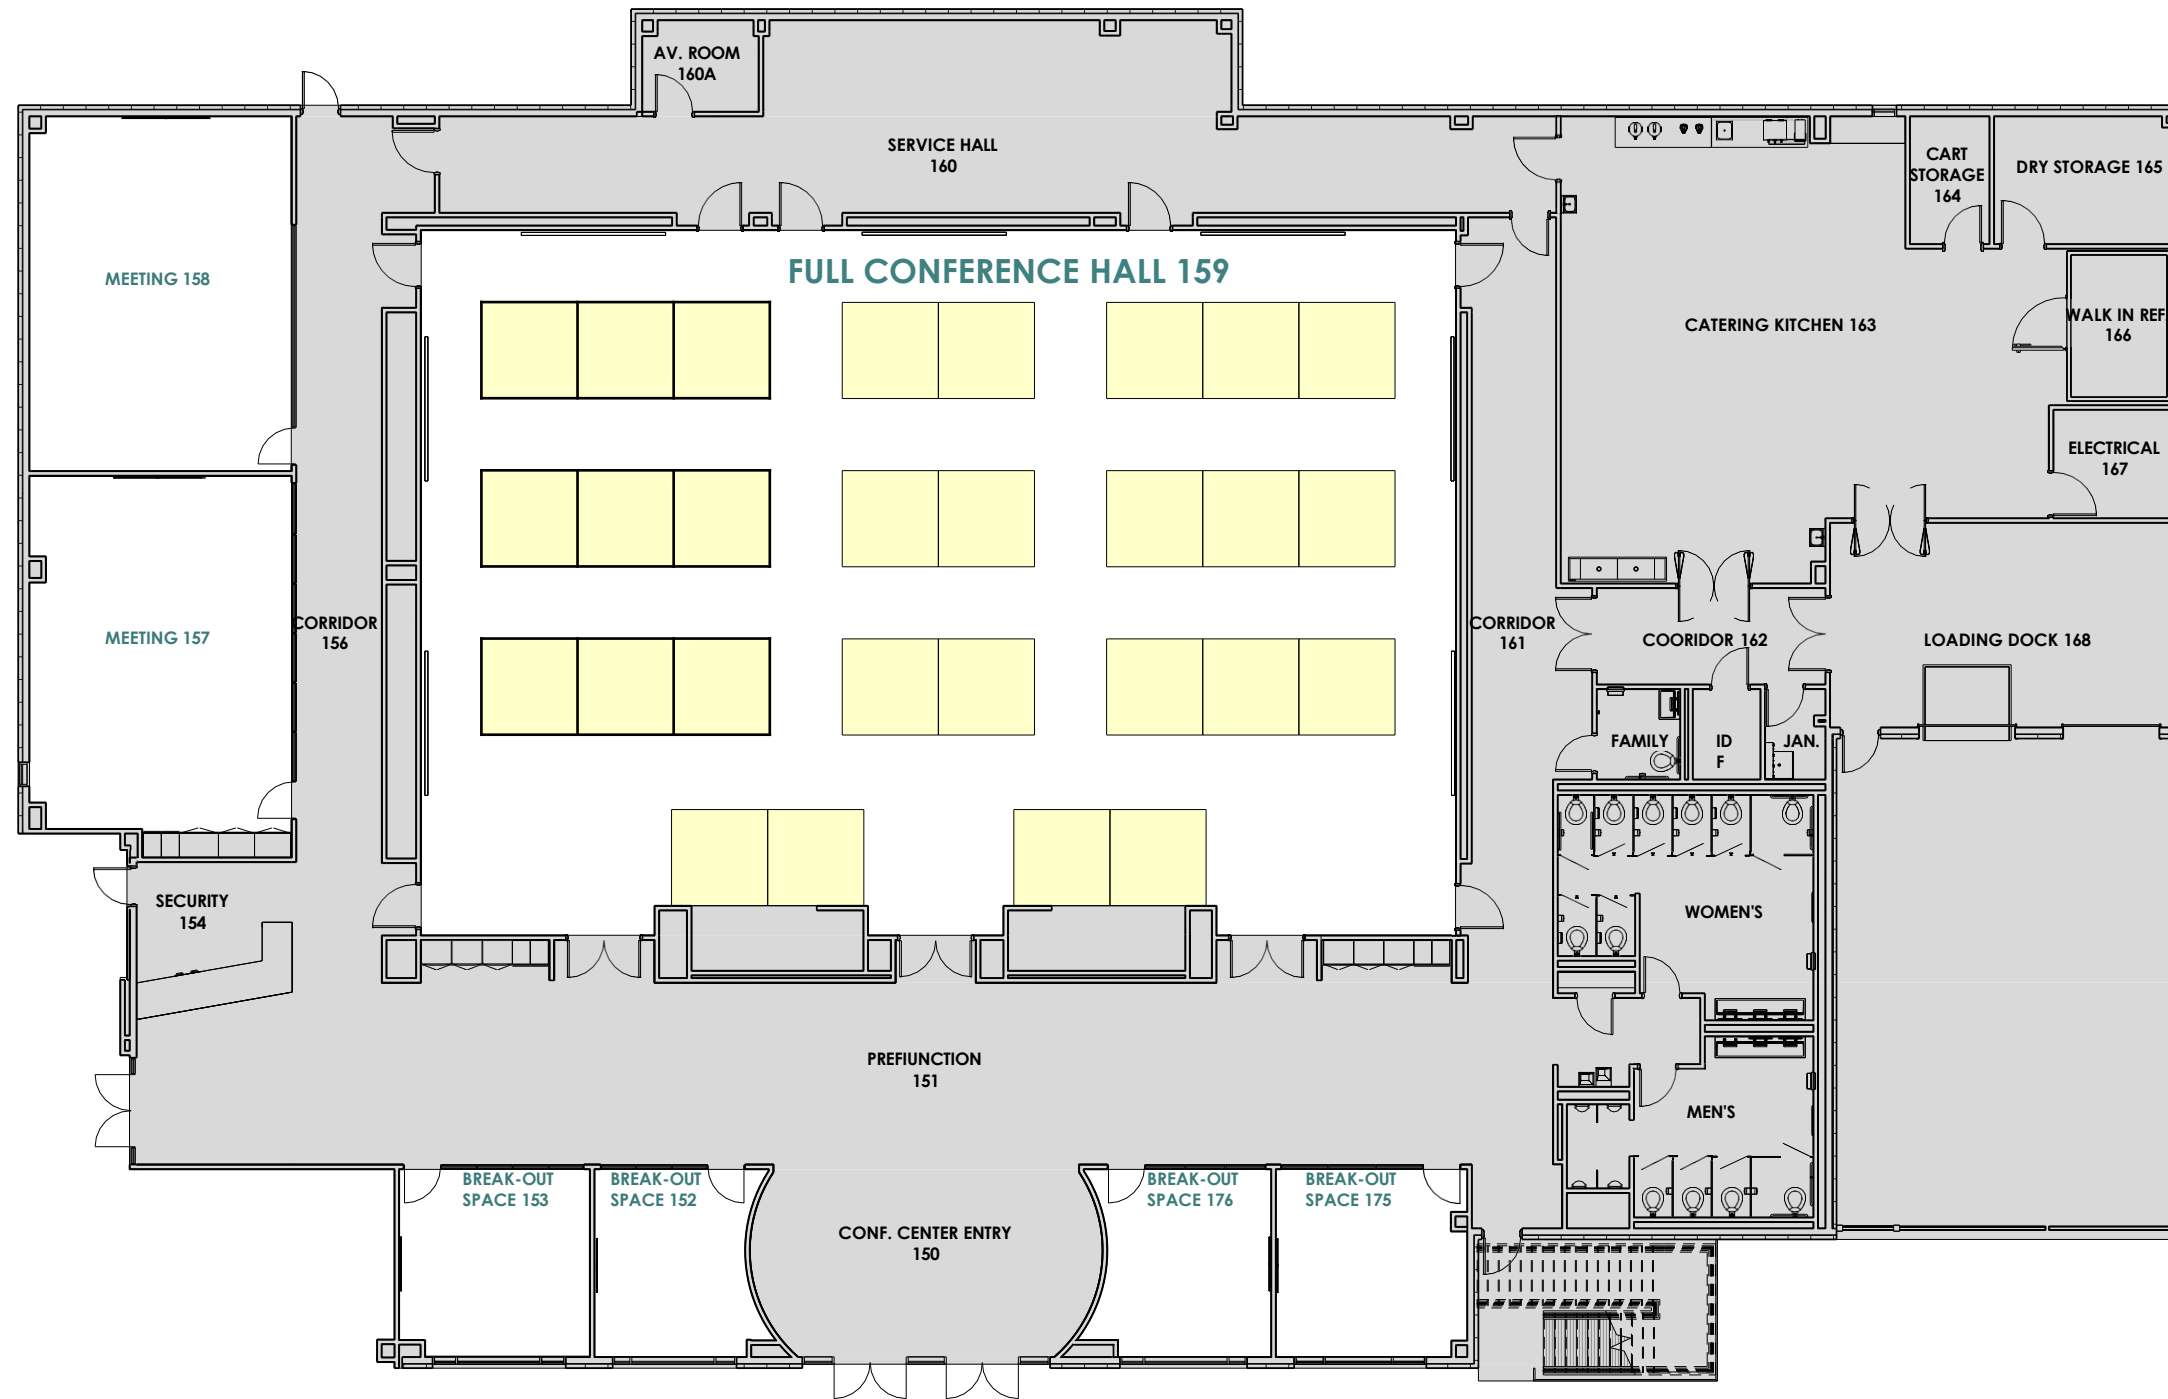 AV. ROOM
160A
SERVICE HALL
160
CART
STORAGE
164
DRY STORAGE 165
MEETING 158
FULL CONFERENCE HALL 159
CATERING KITCHEN 163
WALK IN REF.
166
ELECTRICAL
167
MEETING 157
CORRIDOR
156
CORRIDOR
161
COORIDOR 162
LOADING DOCK 168
FAMILY
ID
F
JAN.
SECURITY
154
WOMEN'S
PREFIUNCTION
151
MEN'S
BREAK-OUT
SPACE 153
BREAK-OUT
SPACE 152
BREAK-OUT
SPACE 176
BREAK-OUT
SPACE 175
CONF. CENTER ENTRY
150